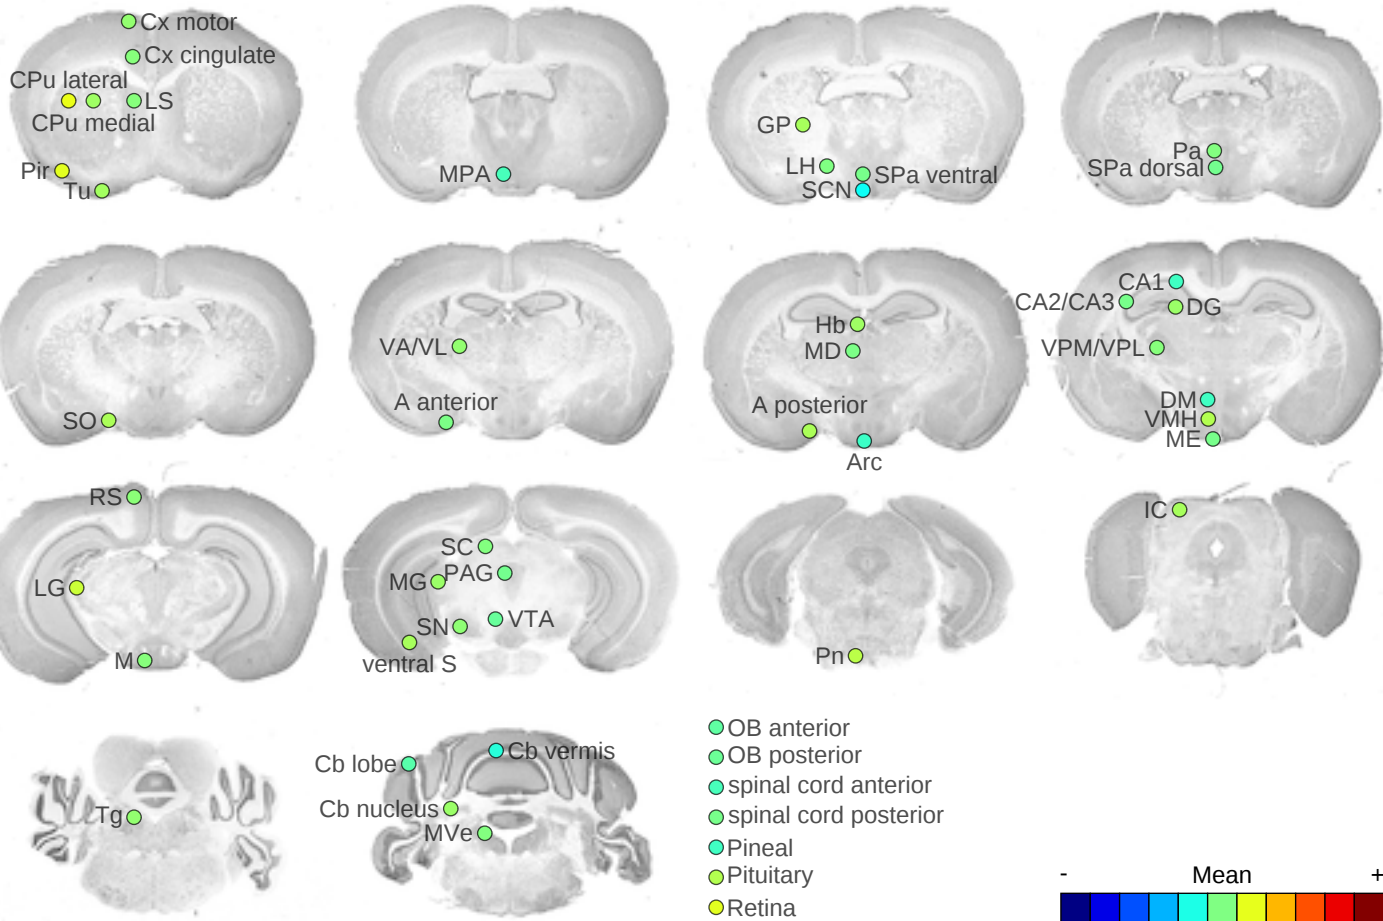 Cx motor
Cx cingulate
CPu lateral
LS
CPu medial
Pir
Tu
MPA
GP
LH
SPa ventral
SCN
Pa
SPa dorsal
SO
VA/VL
A anterior
Hb
MD
A posterior
Arc
CA1
CA2/CA3
DG
VPM/VPL
DM
VMH
ME
RS
LG
M
SC
PAG
MG
SN
VTA
ventral S
Pn
IC
Tg
Cb lobe
Cb vermis
Cb nucleus
MVe
OB anterior
OB posterior
spinal cord anterior
spinal cord posterior
Pineal
Pituitary
Retina
- Mean +